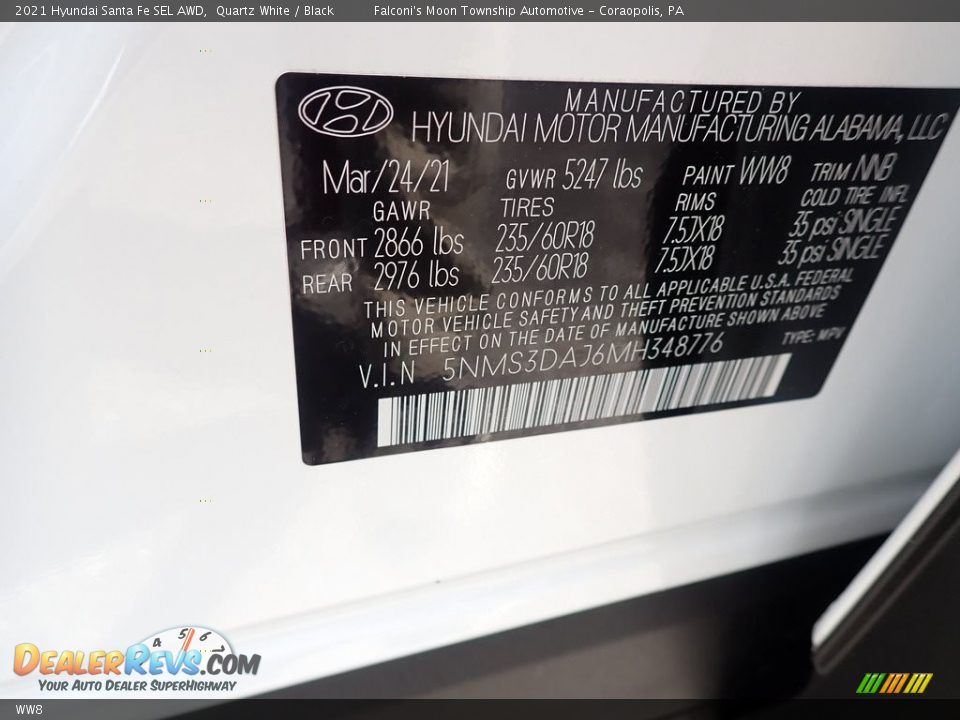 2021 Hyundai Santa Fe SEL AWD, Quartz White / Black Falconi's Moon Township Automotive - Coraopolis, PA
MANUFACTURED BY
HYUNDAI MOTOR MANUFACTURING ALABAMA, LLC
Mar/24/21 GVWR 5247 lbs PAINT WW8 TRIM NNB
GAWR TIRES RIMS COLD TIRE INFL
FRONT 2866 lbs 235/60R18 7.5JX18 35 psi SINGLE
REAR 2976 lbs 235/60R18 7.5JX18 35 psi SINGLE
THIS VEHICLE CONFORMS TO ALL APPLICABLE U.S.A. FEDERAL
MOTOR VEHICLE SAFETY AND THEFT PREVENTION STANDARDS
IN EFFECT ON THE DATE OF MANUFACTURE SHOWN ABOVE
V.I.N 5NMS3DAJ6MH348776 TYPE: MPV
4 5 6
DEALERREVS.COM
YOUR AUTO DEALER SUPERHIGHWAY
WW8